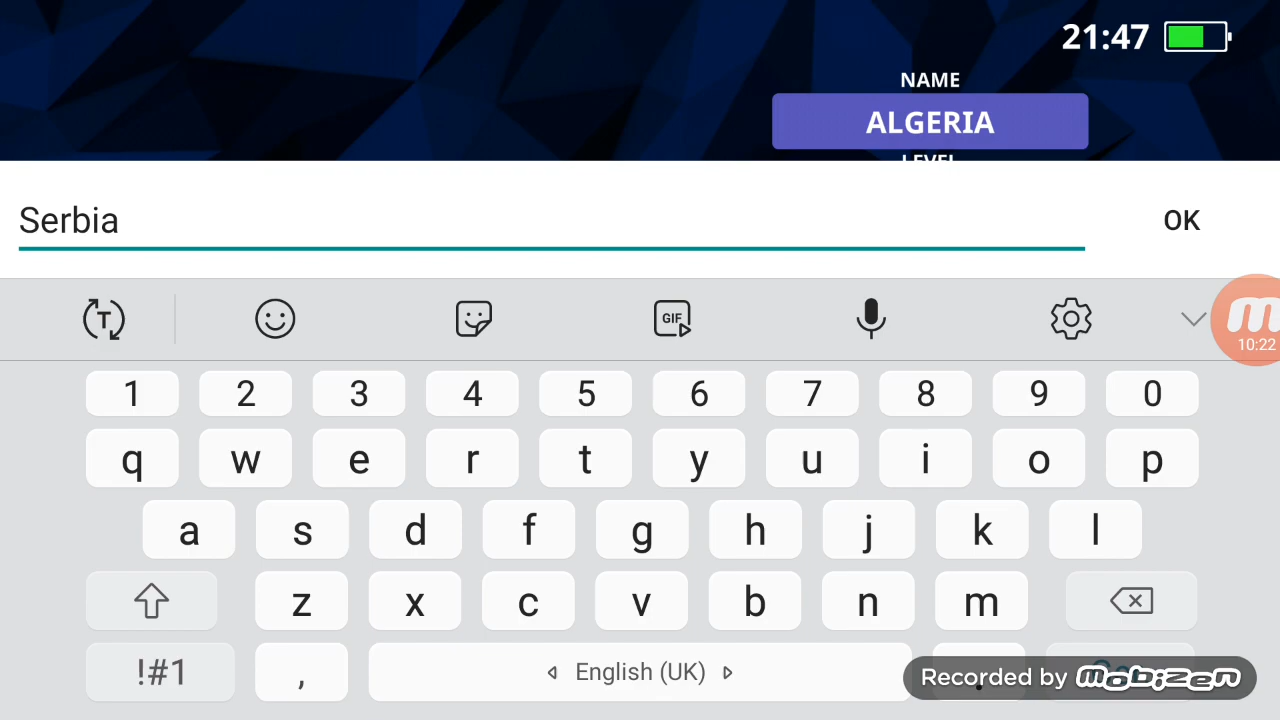 21:47
NAME
ALGERIA
LEVEL
Serbia
OK
T
GIF
m
10:22
1 2 3 4 5 6 7 8 9 0
q w e r t y u i o p
a s d f g h j k l
z x c v b n m
!#1 , English (UK) .
Recorded by mobizen